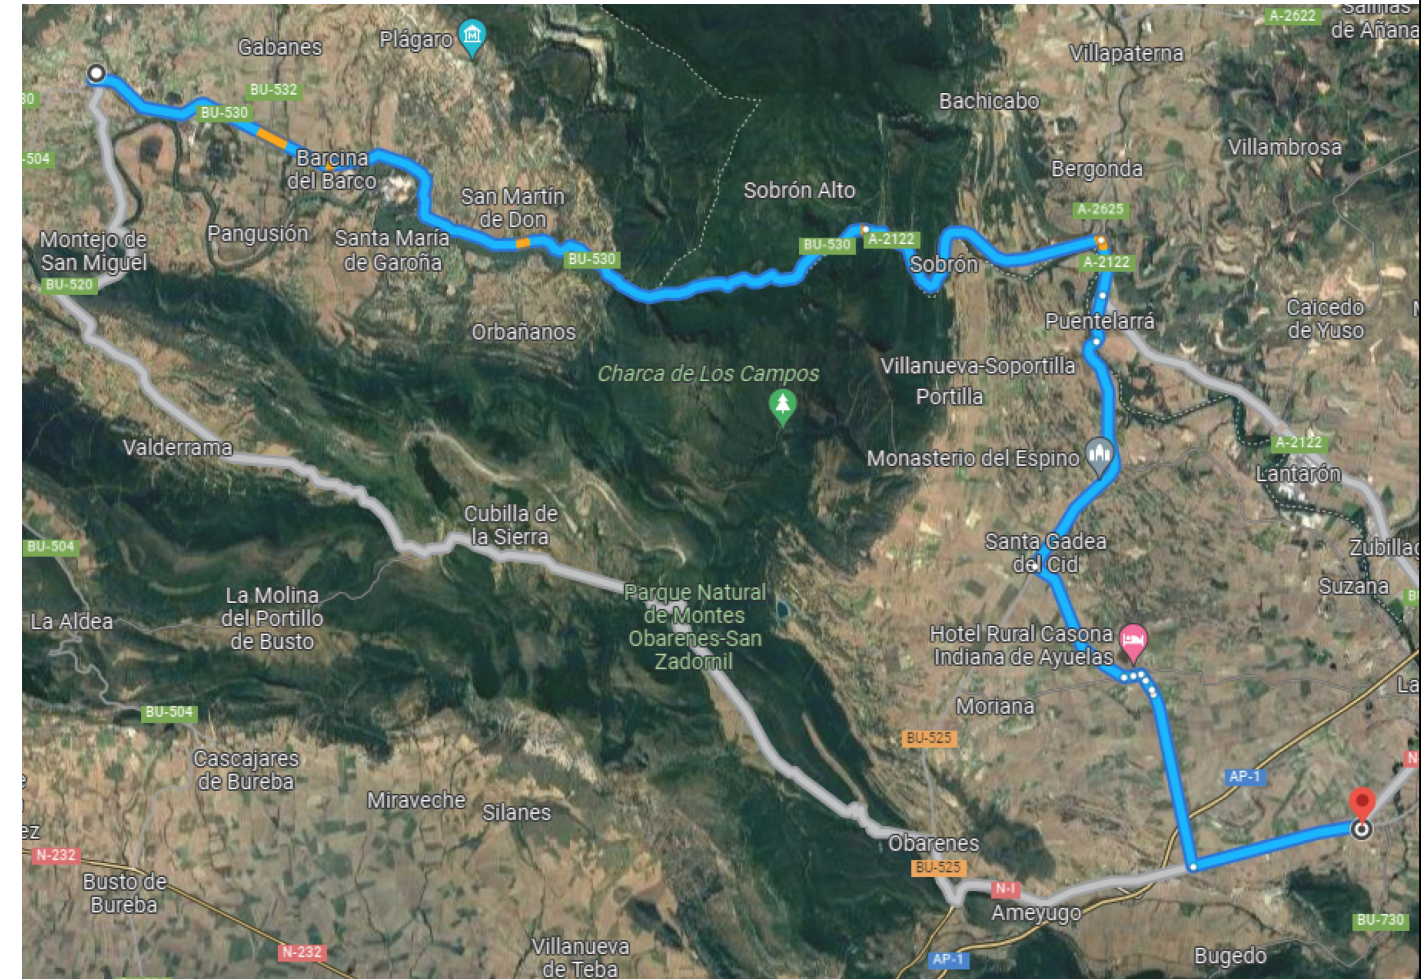 A-2622
Salinas
de Añana
Gabanes
Plágaro
Villapaterna
BU-532
BU-530
Bachicabo
-504
Barcina
del Barco
Villambrosa
Bergonda
San Martín
de Don
Sobrón Alto
A-2625
Montejo de
San Miguel
Pangusión
Santa María
de Garoña
BU-530
A-2122
BU-530
Sobrón
A-2122
BU-520
Orbañanos
Puentelarrá
Caicedo
de Yuso
Charca de Los Campos
Villanueva-Soportilla
Portilla
Valderrama
A-2122
Monasterio del Espino
Lantarón
Cubilla de
la Sierra
BU-504
Santa Gadea
del Cid
Suzana
La Molina
del Portillo
de Busto
La Aldea
Parque Natural
de Montes
Obarenes-San
Zadornil
Hotel Rural Casona
Indiana de Ayuelas
BU-504
Moriana
BU-525
Cascajares
de Bureba
AP-1
Miraveche
Silanes
Obarenes
N-232
BU-525
Busto de
Bureba
N-I
Ameyugo
BU-730
N-232
Villanueva
de Teba
AP-1
Bugedo